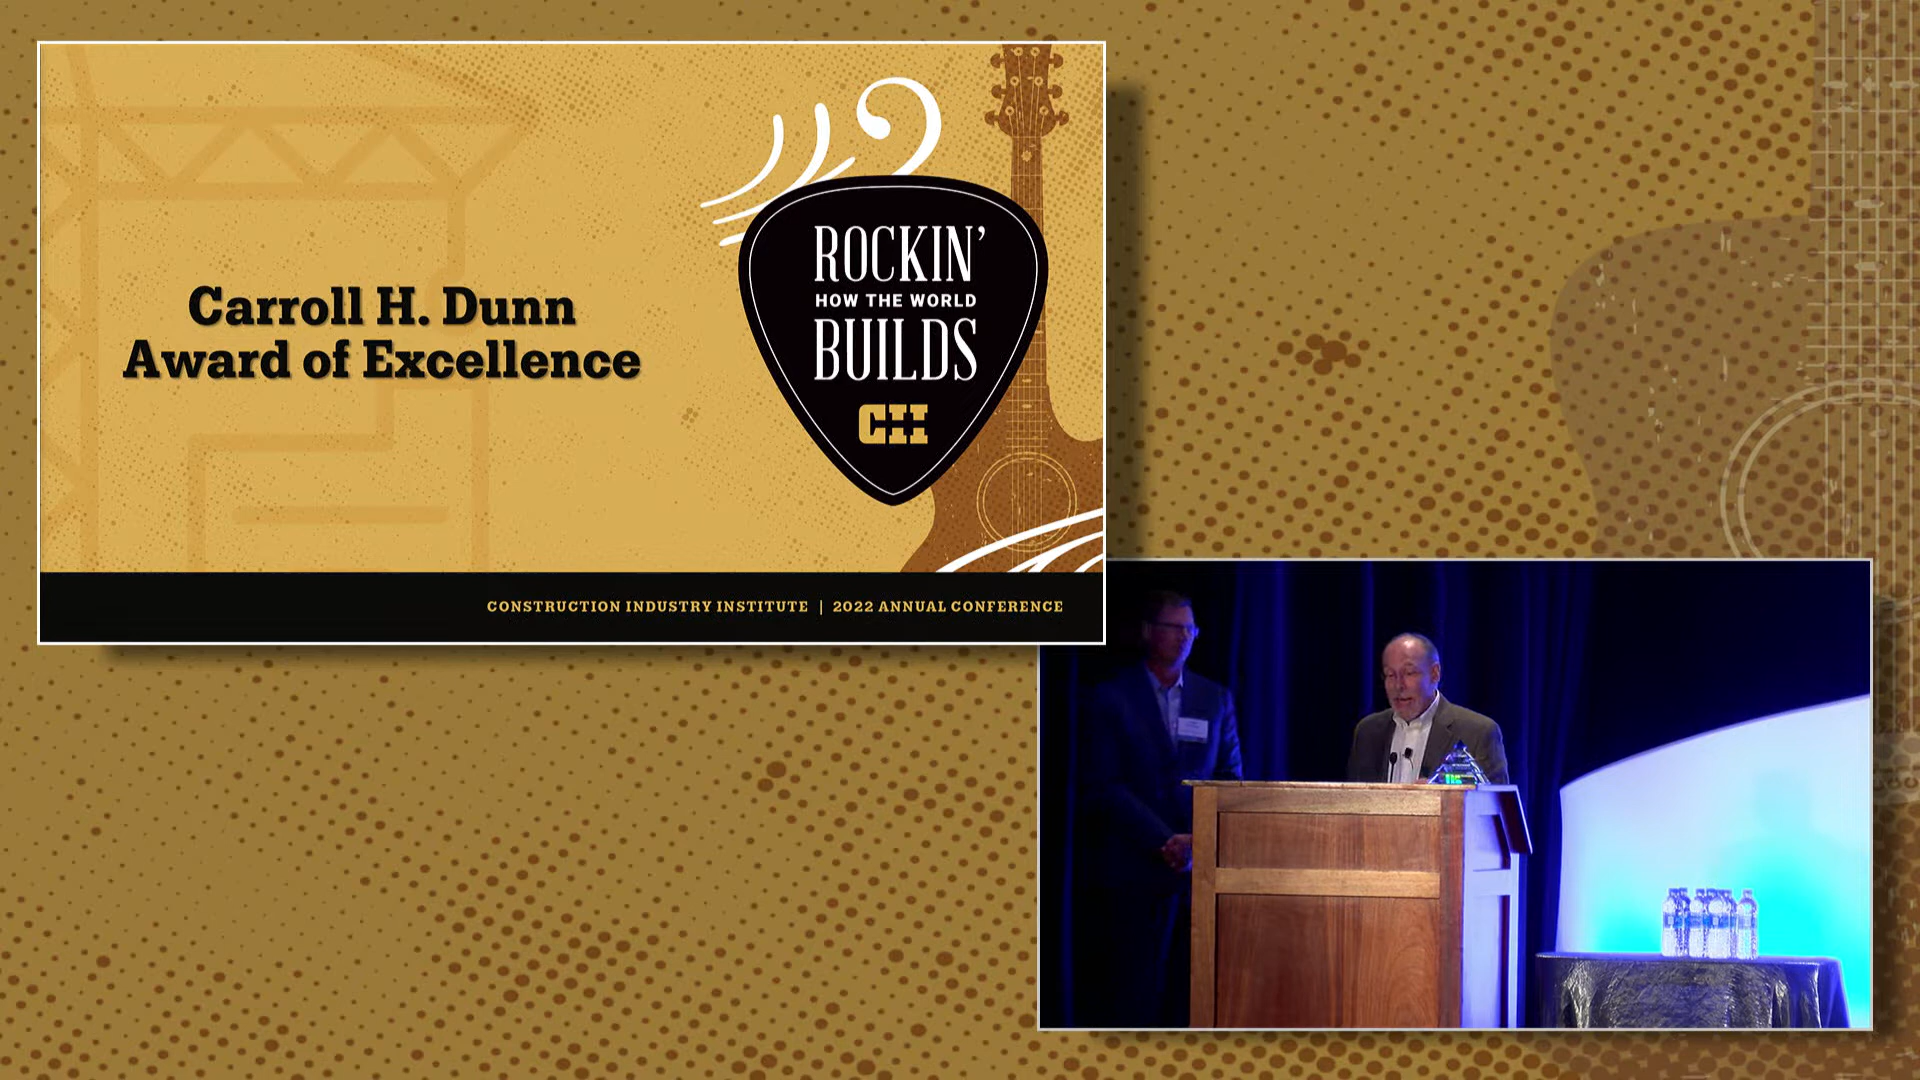 Carroll H. Dunn
Award of Excellence
ROCKIN'
HOW THE WORLD
BUILDS
CII
CONSTRUCTION INDUSTRY INSTITUTE | 2022 ANNUAL CONFERENCE